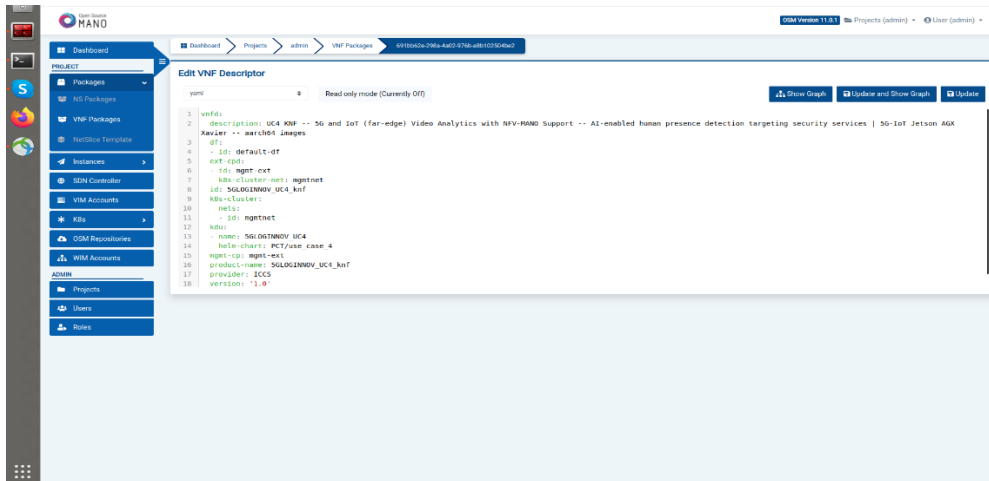 Open Source
MANO
OSM Version 11.0.1 Projects (admin) User (admin)
Dashboard
PROJECT
Packages
NS Packages
VNF Packages
NetSlice Template
Instances
SDN Controller
VIM Accounts
K8s
OSM Repositories
WIM Accounts
ADMIN
Projects
Users
Roles
Dashboard Projects admin VNF Packages 691bb62e-298a-4a02-976b-a8b102504be2
Edit VNF Descriptor
yaml Read only mode (Currently Off) Show Graph Update and Show Graph Update
1 vnfd:
2 description: UC4 KNF -- 5G and IoT (far-edge) Video Analytics with NFV-MANO Support -- AI-enabled human presence detection targeting security services | 5G-IoT Jetson AGX
Xavier -- aarch64 images
3 df:
4 - id: default-df
5 ext-cpd:
6 - id: mgmt-ext
7 k8s-cluster-net: mgmtnet
8 id: 5GLOGINNOV_UC4_knf
9 k8s-cluster:
10 nets:
11 - id: mgmtnet
12 kdu:
13 - name: 5GLOGINNOV_UC4
14 helm-chart: PCT/use_case_4
15 mgmt-cp: mgmt-ext
16 product-name: 5GLOGINNOV_UC4_knf
17 provider: ICCS
18 version: '1.0'